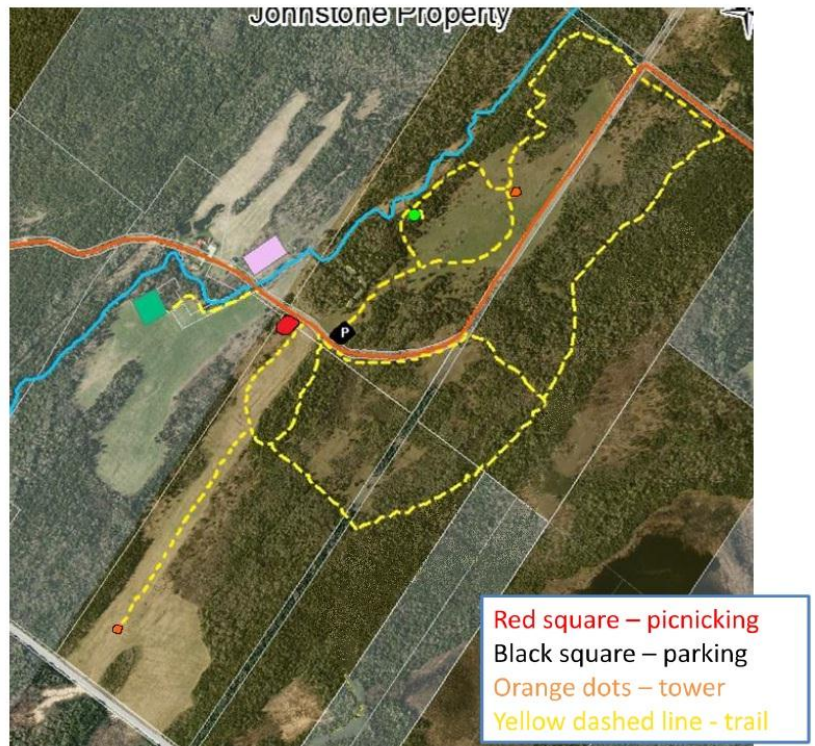 Johnstone Property
P
Red square – picnicking
Black square – parking
Orange dots – tower
Yellow dashed line - trail